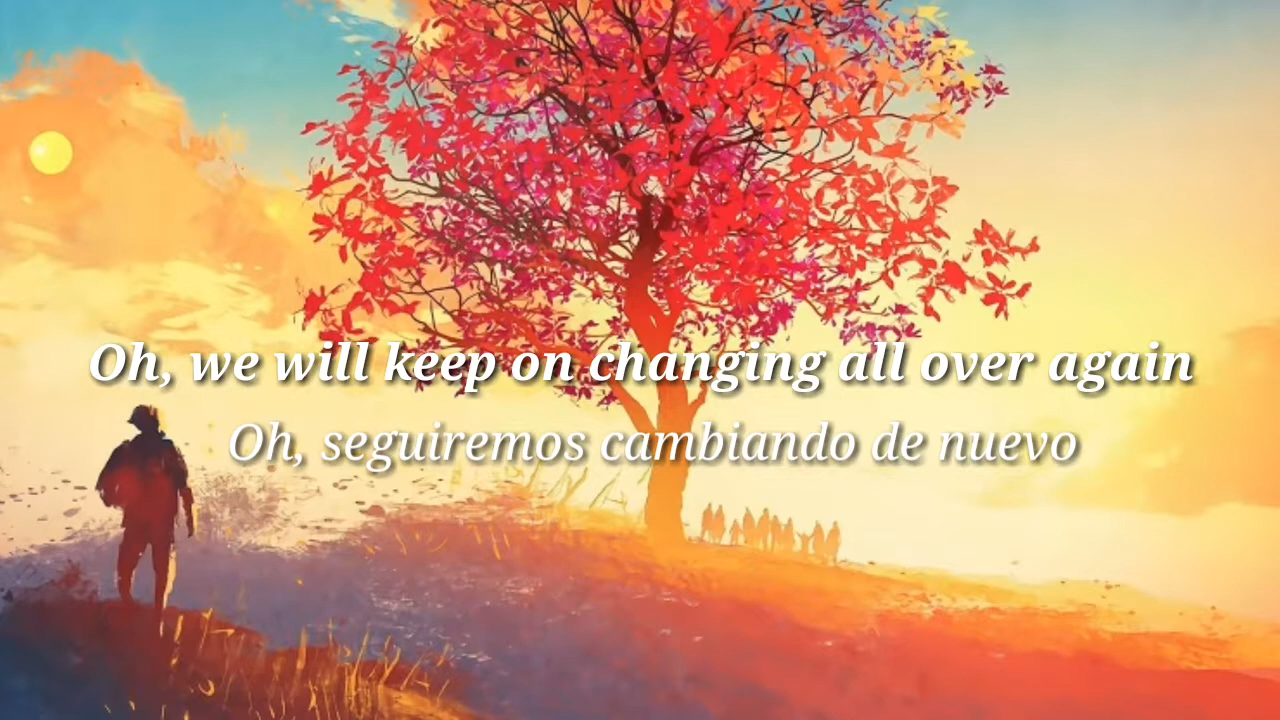 Oh, we will keep on changing all over again
Oh, seguiremos cambiando de nuevo